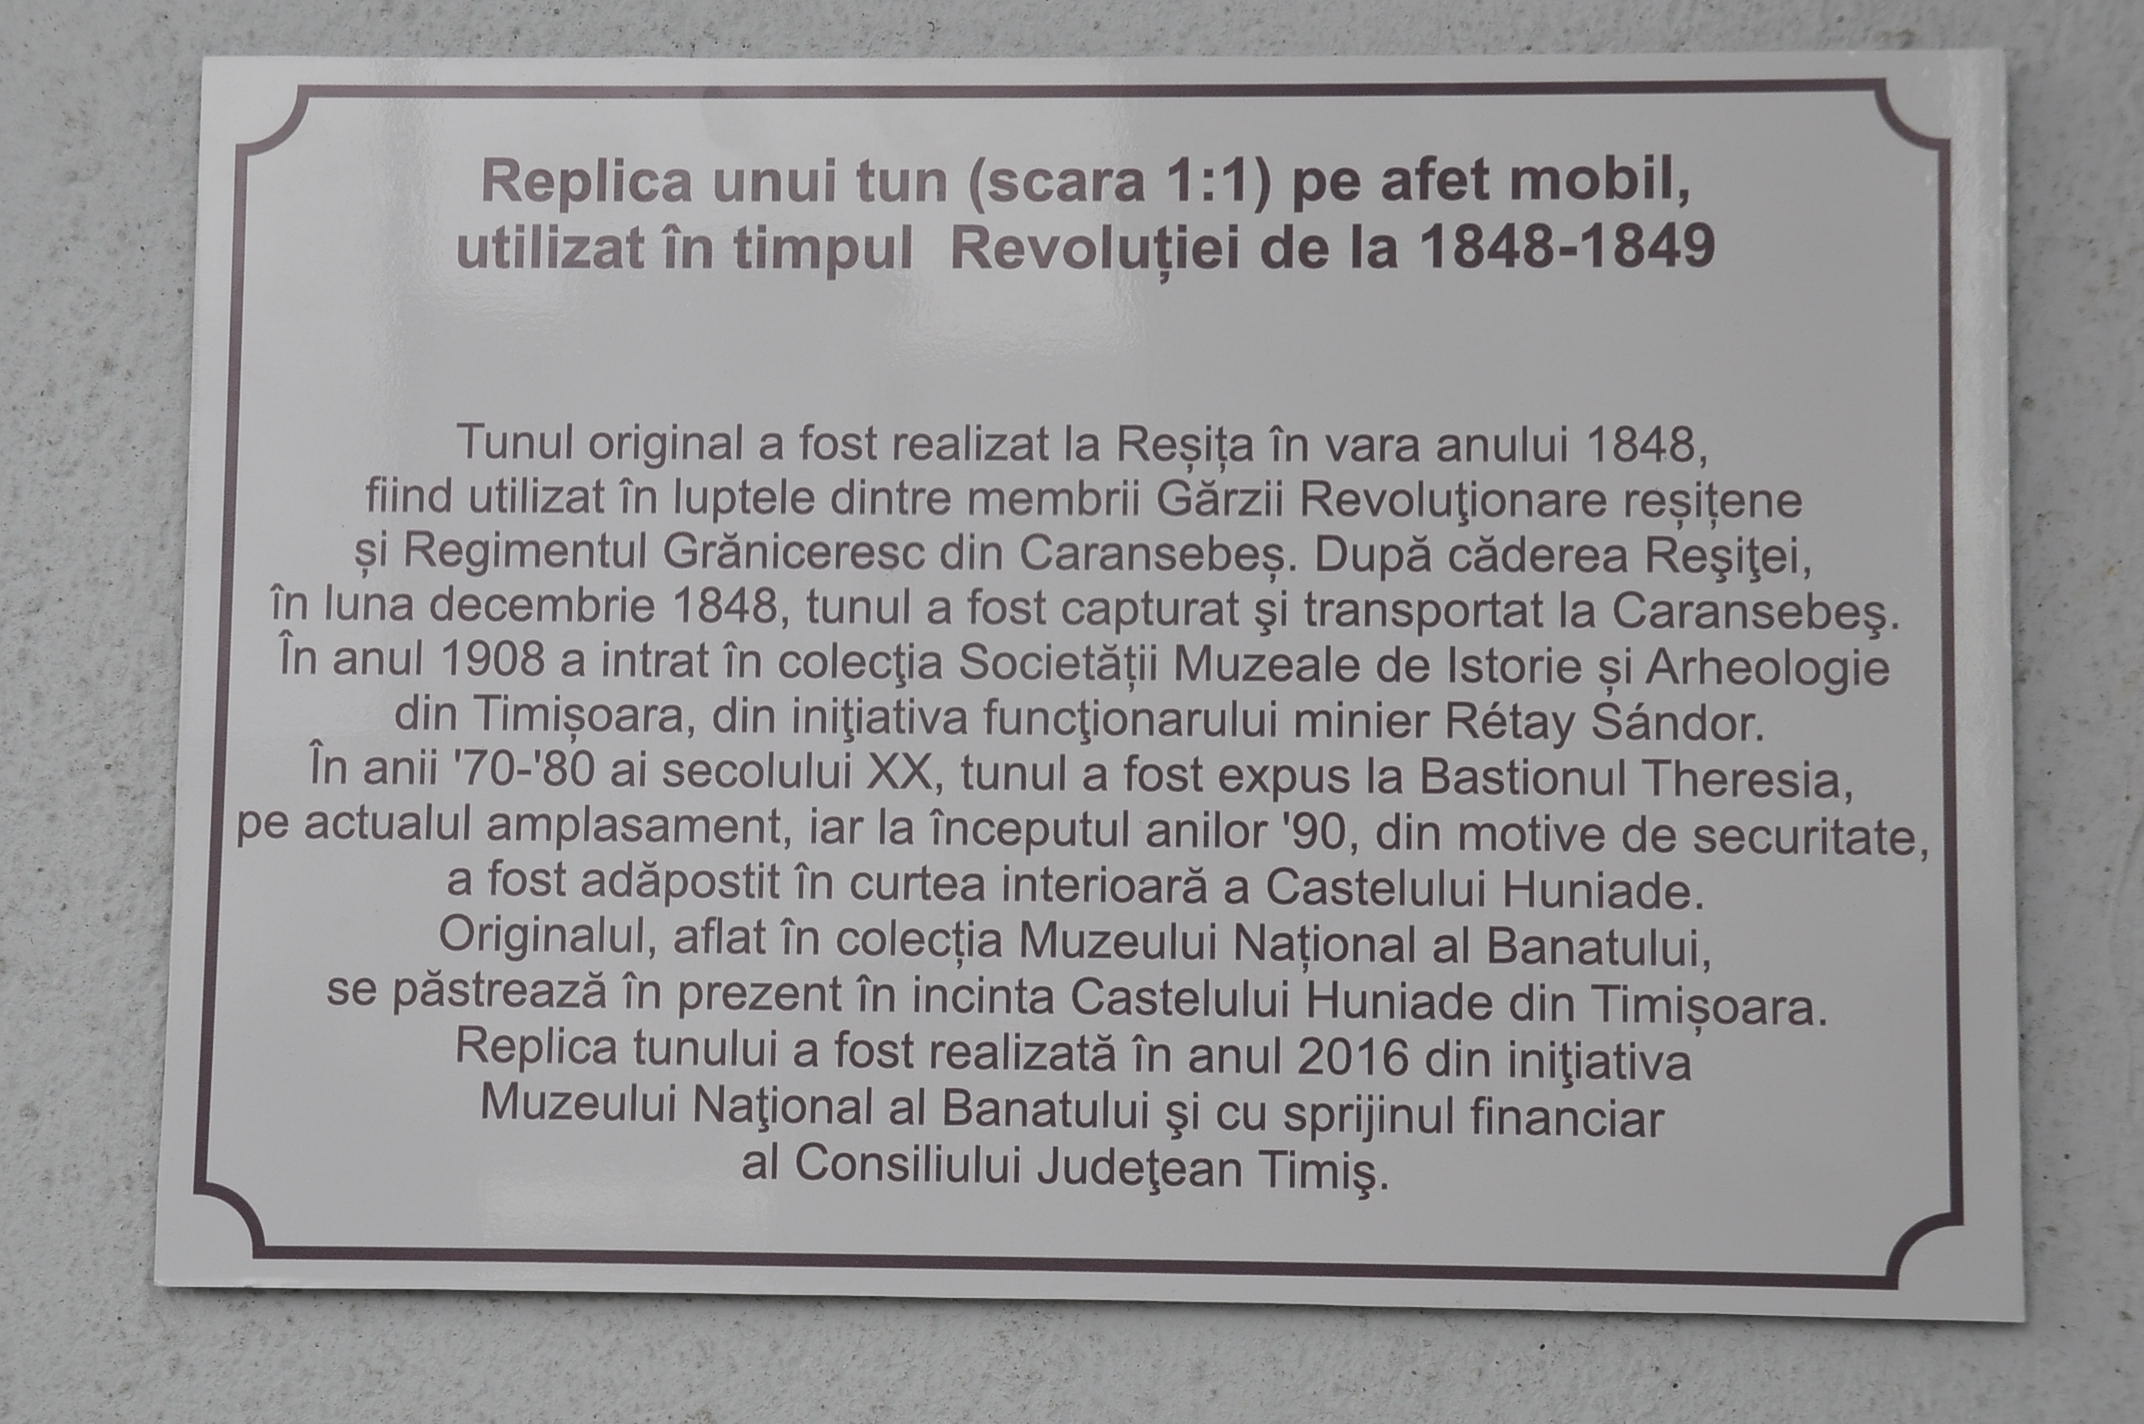 Replica unui tun (scara 1:1) pe afet mobil,
utilizat în timpul  Revoluției de la 1848-1849
Tunul original a fost realizat la Reșița în vara anului 1848,
fiind utilizat în luptele dintre membrii Gărzii Revoluţionare reșițene
și Regimentul Grăniceresc din Caransebeș. După căderea Reşiţei,
în luna decembrie 1848, tunul a fost capturat şi transportat la Caransebeş.
În anul 1908 a intrat în colecţia Societății Muzeale de Istorie și Arheologie
din Timișoara, din iniţiativa funcţionarului minier Rétay Sándor.
În anii '70-'80 ai secolului XX, tunul a fost expus la Bastionul Theresia,
pe actualul amplasament, iar la începutul anilor '90, din motive de securitate,
a fost adăpostit în curtea interioară a Castelului Huniade.
Originalul, aflat în colecția Muzeului Național al Banatului,
se păstrează în prezent în incinta Castelului Huniade din Timișoara.
Replica tunului a fost realizată în anul 2016 din iniţiativa
Muzeului Naţional al Banatului şi cu sprijinul financiar
al Consiliului Judeţean Timiş.